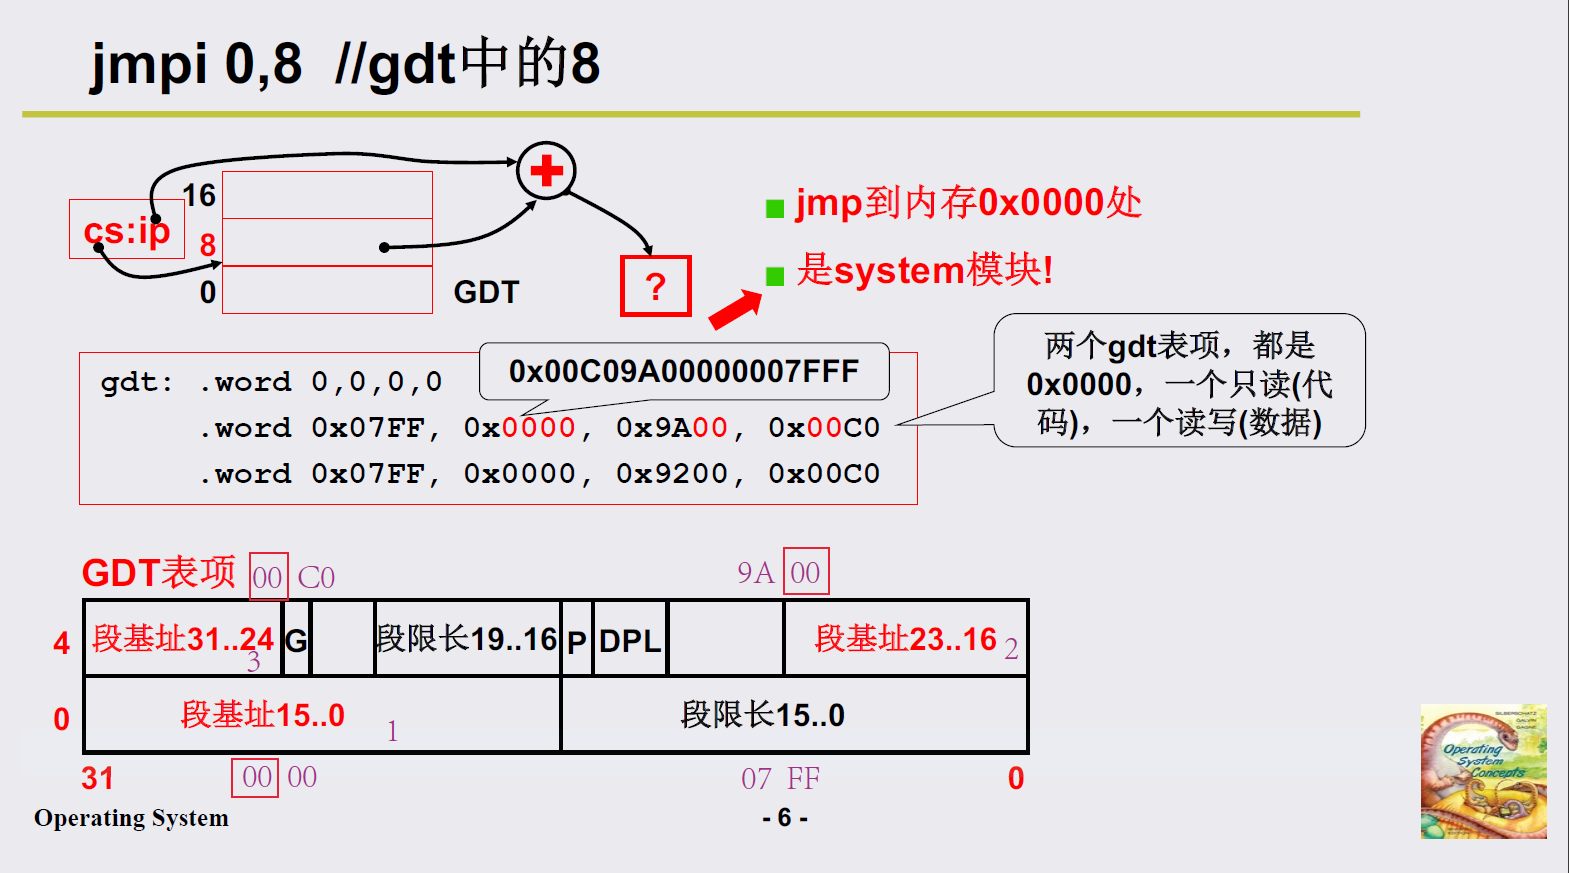 jmpi 0,8  //gdt中的8
16
cs:ip
8
0
GDT
?
jmp到内存0x0000处
是system模块!
0x00C09A00000007FFF
两个gdt表项，都是
0x0000，一个只读(代
码)，一个读写(数据)
gdt: .word 0,0,0,0
.word 0x07FF, 0x0000, 0x9A00, 0x00C0
.word 0x07FF, 0x0000, 0x9200, 0x00C0
GDT表项 00 C0 9A 00
4 段基址31..24 3 G 段限长19..16 P DPL 段基址23..16 2
0 段基址15..0 1 段限长15..0
31 00 00 07 FF 0
Operating System
- 6 -
SILBERSCHATZ
GALVIN
GAGNE
Operating
System
Concepts